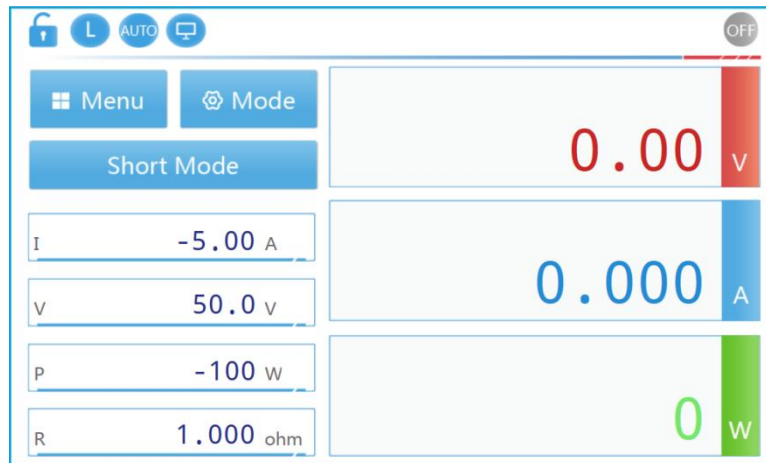 L AUTO OFF
Menu Mode
Short Mode
0.00 V
I -5.00 A
0.000 A
V 50.0 V
P -100 W
0 W
R 1.000 ohm